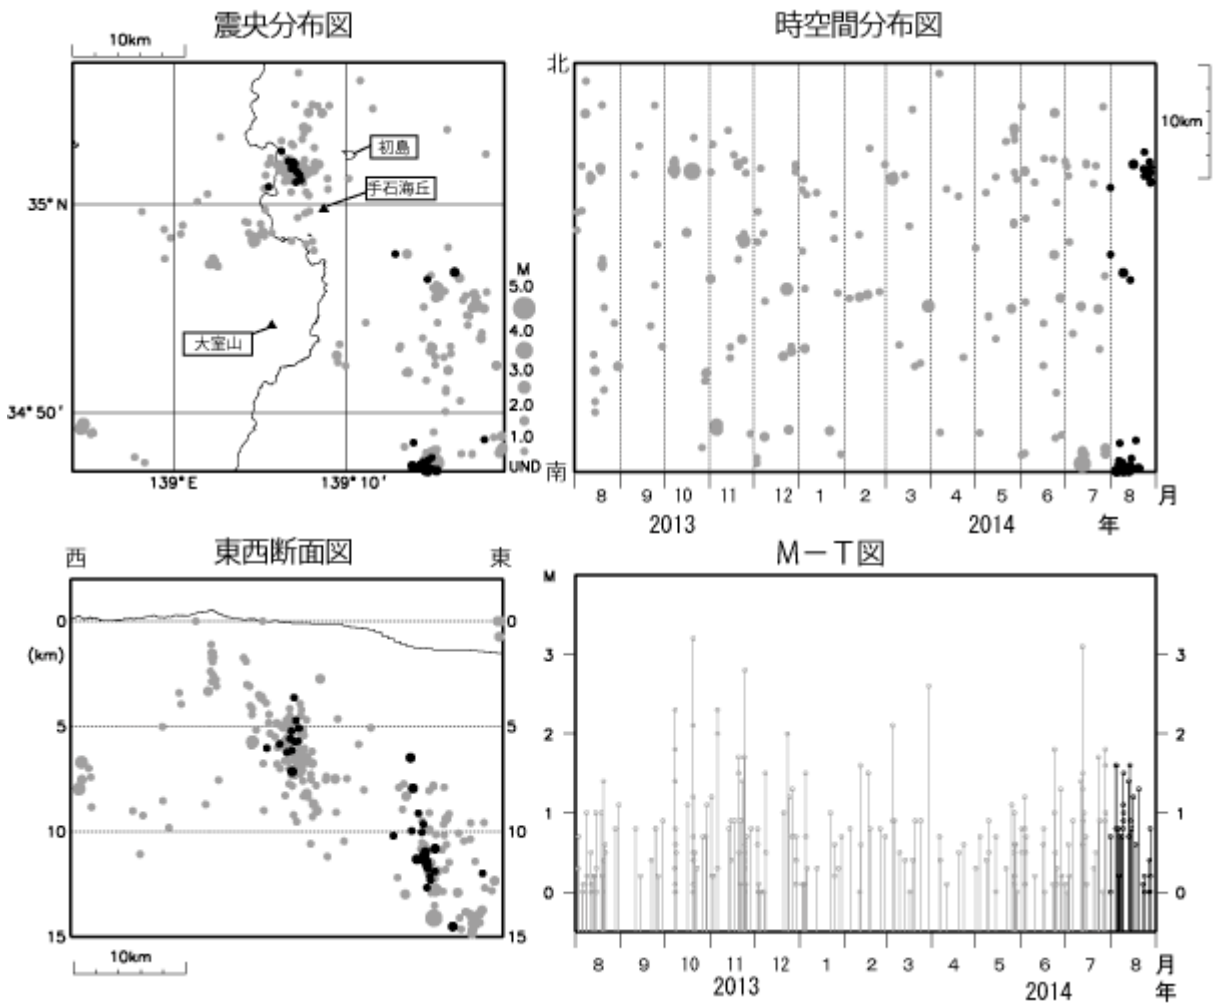 震央分布図
10km
初島
手石海丘
35° N
大室山
34° 50′
139° E
139° 10′
M
5.0
4.0
3.0
2.0
1.0
UND
時空間分布図
北
南
10km
8 9 10 11 12 1 2 3 4 5 6 7 8 月
2013 2014 年
東西断面図
西 東
0 0
(km)
5 5
10 10
15 15
10km
M－T図
M
3 3
2 2
1 1
0 0
8 9 10 11 12 1 2 3 4 5 6 7 8 月
2013 2014 年